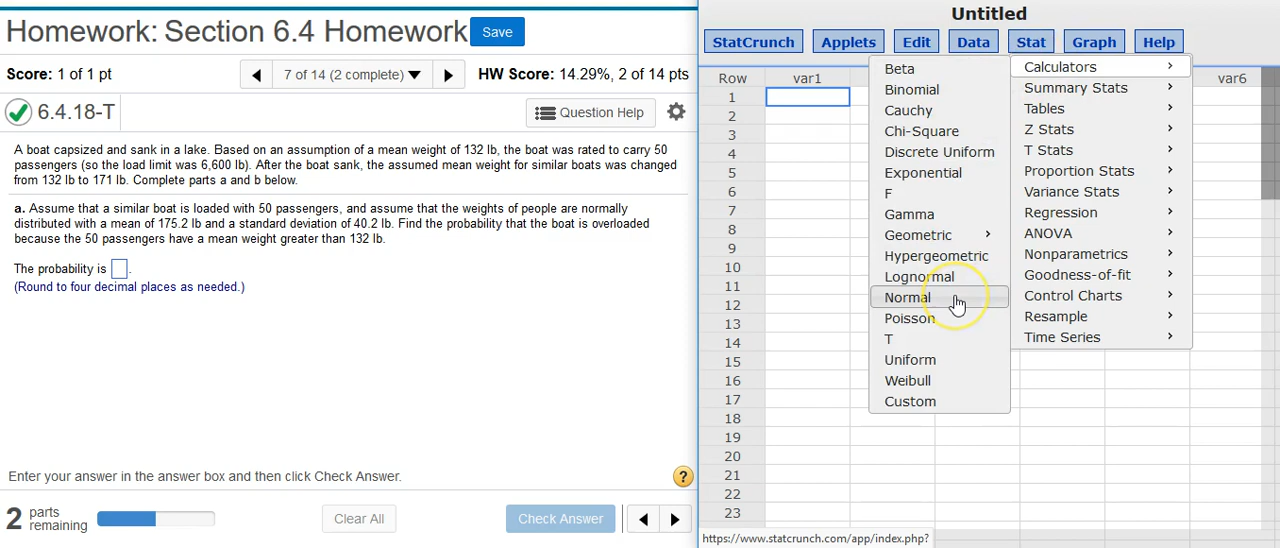 Homework: Section 6.4 Homework
Save
Score: 1 of 1 pt
7 of 14 (2 complete)
HW Score: 14.29%, 2 of 14 pts
6.4.18-T
Question Help
A boat capsized and sank in a lake. Based on an assumption of a mean weight of 132 lb, the boat was rated to carry 50
passengers (so the load limit was 6,600 lb). After the boat sank, the assumed mean weight for similar boats was changed
from 132 lb to 171 lb. Complete parts a and b below.
a. Assume that a similar boat is loaded with 50 passengers, and assume that the weights of people are normally
distributed with a mean of 175.2 lb and a standard deviation of 40.2 lb. Find the probability that the boat is overloaded
because the 50 passengers have a mean weight greater than 132 lb.
The probability is .
(Round to four decimal places as needed.)
Enter your answer in the answer box and then click Check Answer.
?
2 parts
remaining
Clear All
Check Answer
Untitled
StatCrunch
Applets
Edit
Data
Stat
Graph
Help
Row
var1
var6
1
2
3
4
5
6
7
8
9
10
11
12
13
14
15
16
17
18
19
20
21
22
23
Beta
Binomial
Cauchy
Chi-Square
Discrete Uniform
Exponential
F
Gamma
Geometric
Hypergeometric
Lognormal
Normal
Poisson
T
Uniform
Weibull
Custom
Calculators
Summary Stats
Tables
Z Stats
T Stats
Proportion Stats
Variance Stats
Regression
ANOVA
Nonparametrics
Goodness-of-fit
Control Charts
Resample
Time Series
https://www.statcrunch.com/app/index.php?